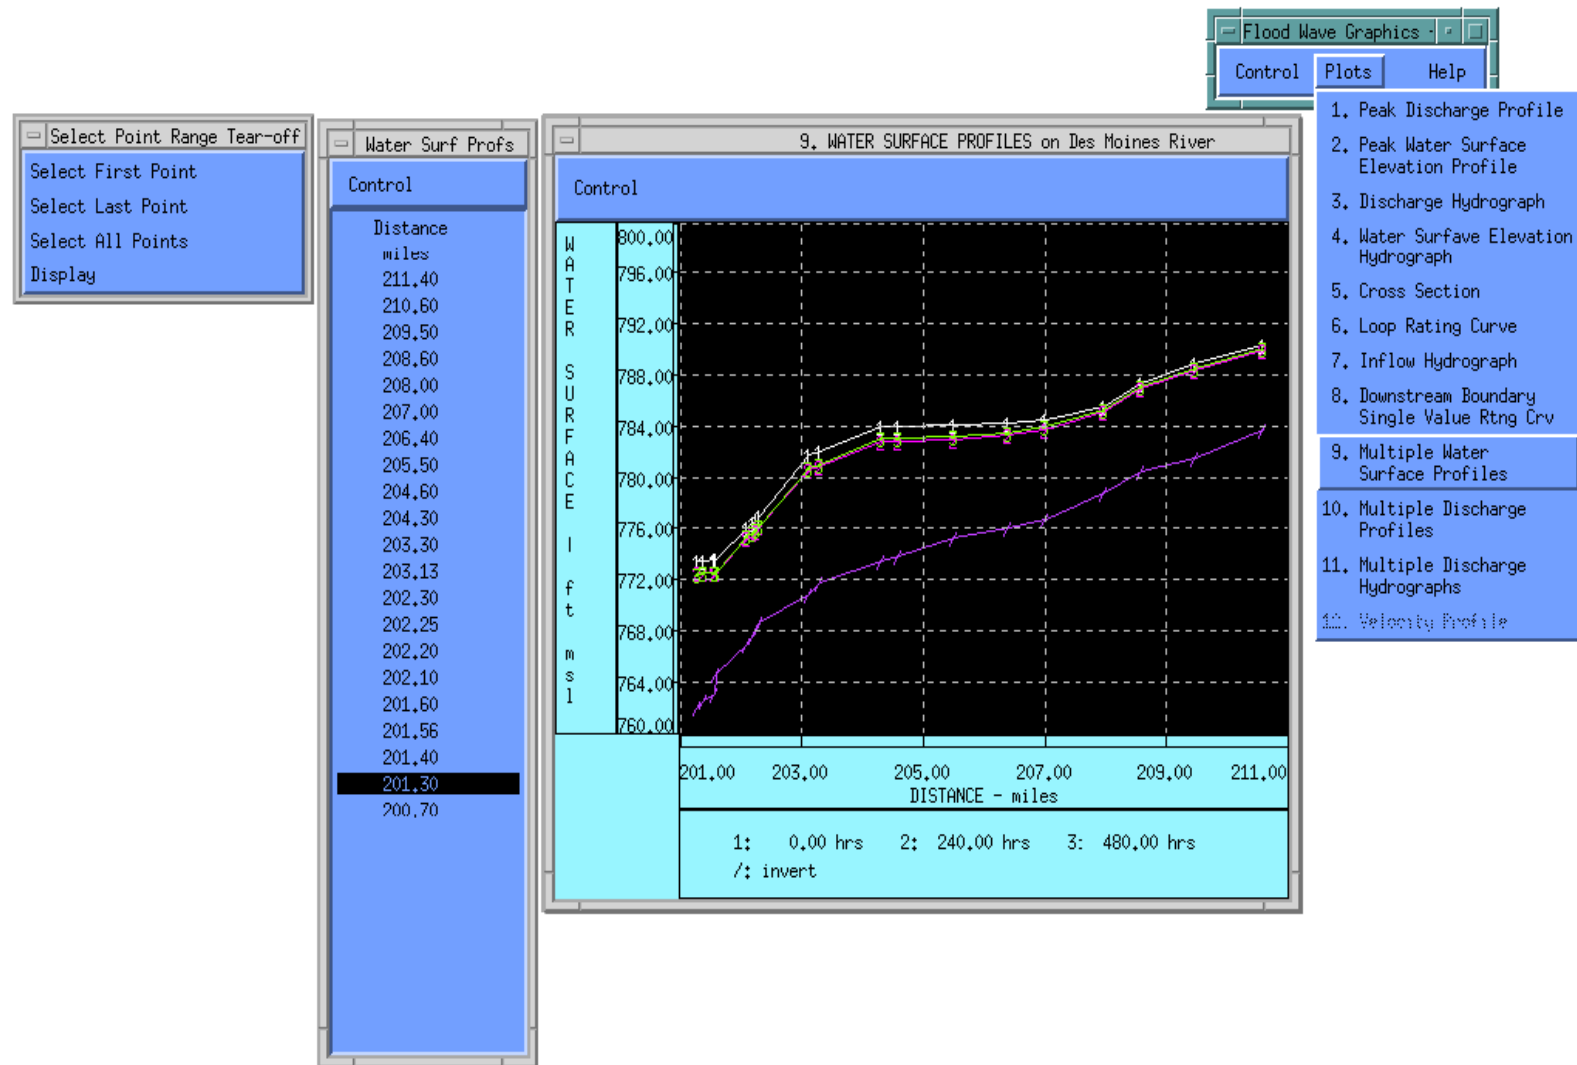 Flood Wave Graphics -
Control Plots Help
1. Peak Discharge Profile
2. Peak Water Surface
Elevation Profile
3. Discharge Hydrograph
4. Water Surfave Elevation
Hydrograph
5. Cross Section
6. Loop Rating Curve
7. Inflow Hydrograph
8. Downstream Boundary
Single Value Rtng Crv
9. Multiple Water
Surface Profiles
10. Multiple Discharge
Profiles
11. Multiple Discharge
Hydrographs
12. Velocity Profile
Select Point Range Tear-off
Select First Point
Select Last Point
Select All Points
Display
Water Surf Profs
Control
Distance
miles
211.40
210.60
209.50
208.60
208.00
207.00
206.40
205.50
204.60
204.30
203.30
203.13
202.30
202.25
202.20
202.10
201.60
201.56
201.40
201.30
200.70
9. WATER SURFACE PROFILES on Des Moines River
Control
WATER SURFACE | ft msl
800.00
796.00
792.00
788.00
784.00
780.00
776.00
772.00
768.00
764.00
760.00
201.00 203.00 205.00 207.00 209.00 211.00
DISTANCE - miles
1: 0.00 hrs 2: 240.00 hrs 3: 480.00 hrs
/: invert